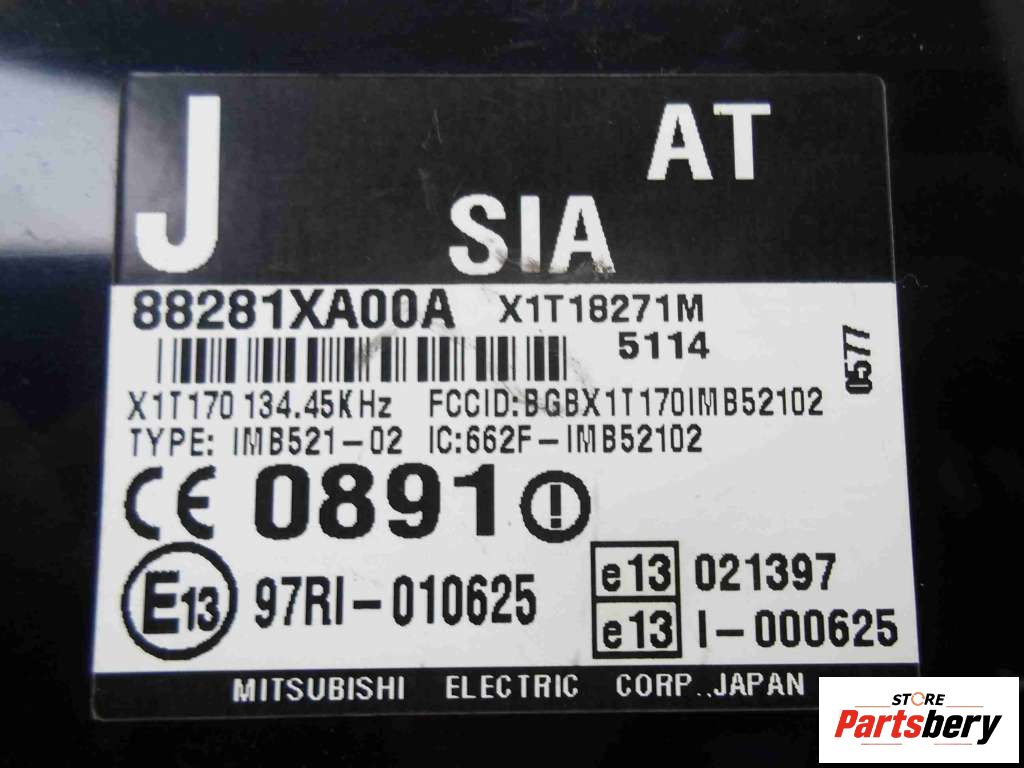 J AT
SIA
88281XA00A X1T18271M
5114
0577
X1T170 134.45KHz FCCID:BGBX1T170IMB52102
TYPE: IMB521-02 IC:662F-IMB52102
CE 0891
E13 97RI-010625
e13 021397
e13 I-000625
MITSUBISHI ELECTRIC CORP.,JAPAN
STORE
Partsbery